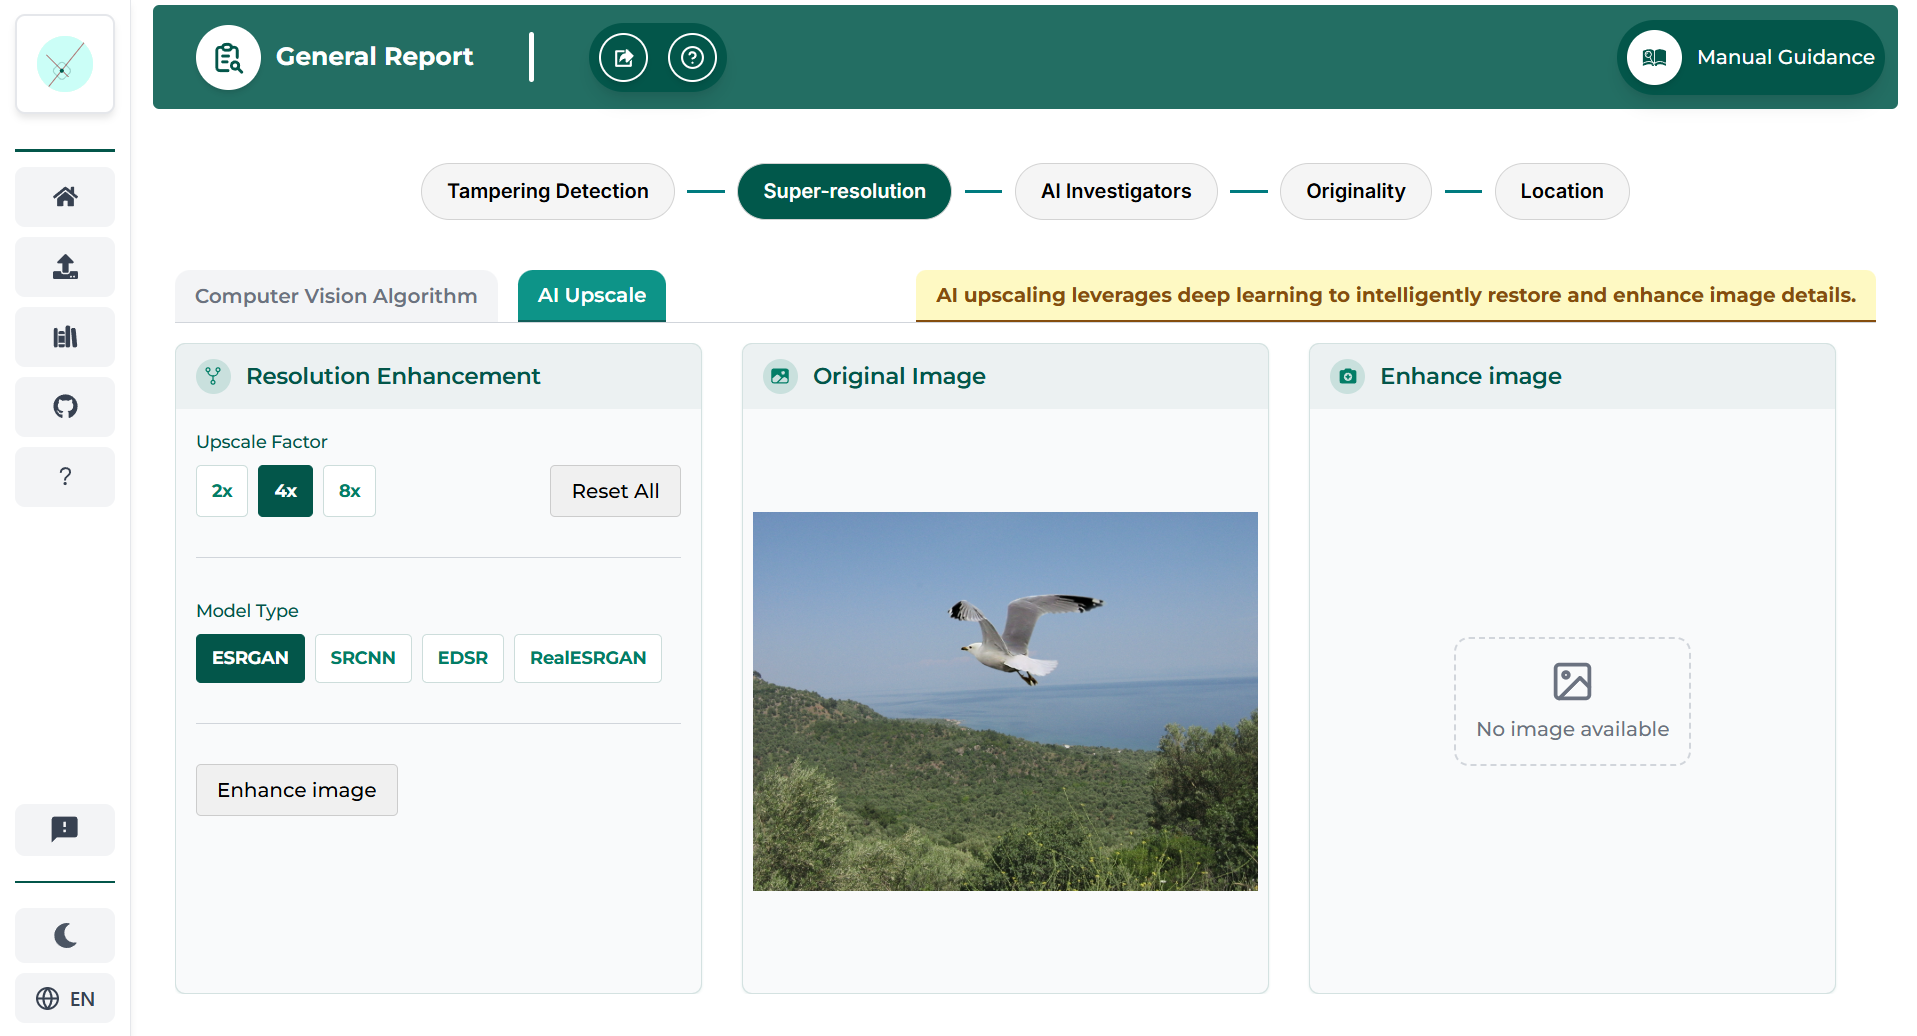 General Report
Manual Guidance
Tampering Detection
Super-resolution
AI Investigators
Originality
Location
Computer Vision Algorithm
AI Upscale
AI upscaling leverages deep learning to intelligently restore and enhance image details.
Resolution Enhancement
Upscale Factor
2x
4x
8x
Reset All
Model Type
ESRGAN
SRCNN
EDSR
RealESRGAN
Enhance image
Original Image
Enhance image
No image available
EN